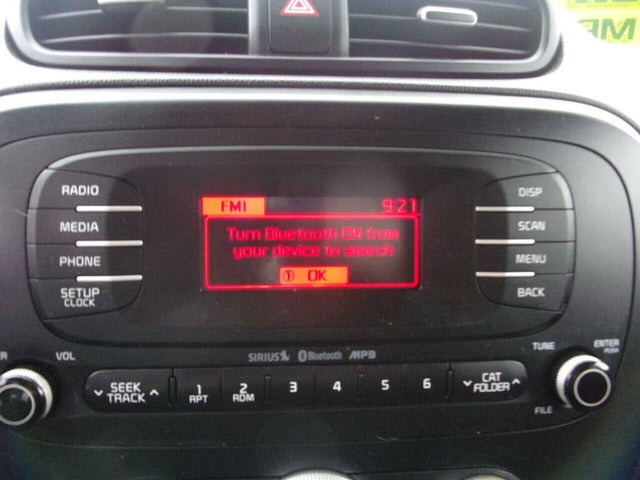 RADIO
MEDIA
PHONE
SETUP
CLOCK
FM1 9:21
Turn Bluetooth ON from
your device to search
① OK
DISP
SCAN
MENU
BACK
SIRIUS Bluetooth MP3
VOL
SEEK
TRACK
1
RPT
2
RDM
3
4
5
6
CAT
FOLDER
TUNE
ENTER
PUSH
FILE